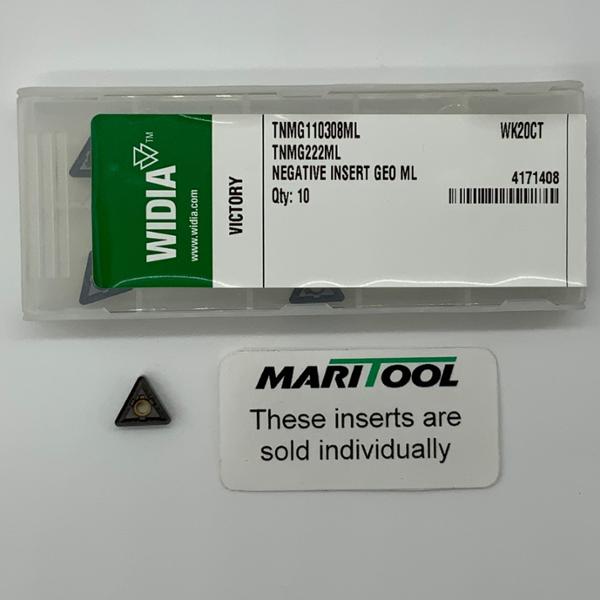 WIDIA™
www.widia.com
VICTORY
TNMG110308ML
WK20CT
TNMG222ML
NEGATIVE INSERT GEO ML
4171408
Qty: 10
MARITOOL
These inserts are
sold individually